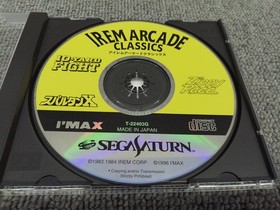 IREM ARCADE
CLASSICS
アイレムアーケードクラシックス
10-YARD
FIGHT
ZIPPY
RACE
スパルタンX
I'MAX
T-22403G
MADE IN JAPAN
COMPACT
disc
SEGA SATURN
©1983 1984 IREM CORP. ©1996 I'MAX